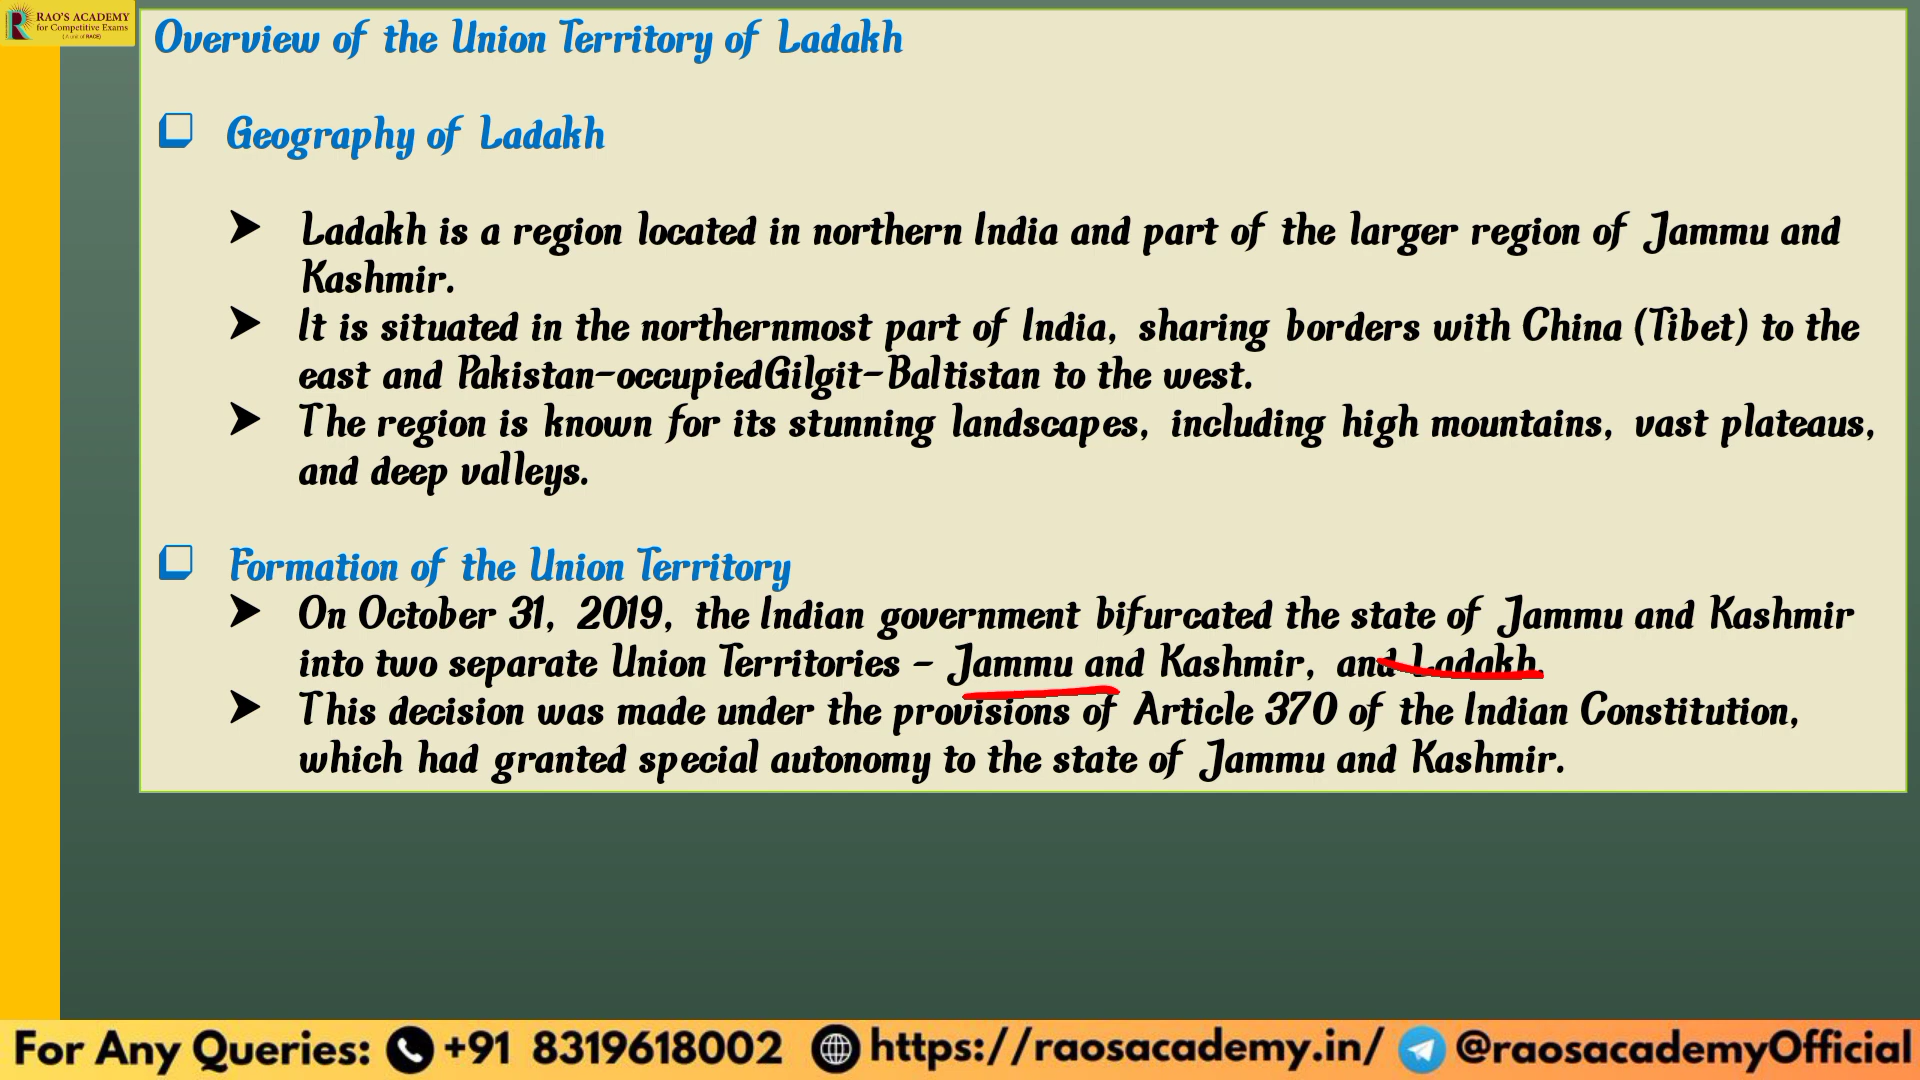 RAO'S ACADEMY
for Competitive Exams
(A unit of RACE)
Overview of the Union Territory of Ladakh
Geography of Ladakh
Ladakh is a region located in northern India and part of the larger region of Jammu and
Kashmir.
It is situated in the northernmost part of India, sharing borders with China (Tibet) to the
east and Pakistan-occupiedGilgit-Baltistan to the west.
The region is known for its stunning landscapes, including high mountains, vast plateaus,
and deep valleys.
Formation of the Union Territory
On October 31, 2019, the Indian government bifurcated the state of Jammu and Kashmir
into two separate Union Territories - Jammu and Kashmir, and Ladakh.
This decision was made under the provisions of Article 370 of the Indian Constitution,
which had granted special autonomy to the state of Jammu and Kashmir.
For Any Queries: +91 8319618002 https://raosacademy.in/ @raosacademyOfficial